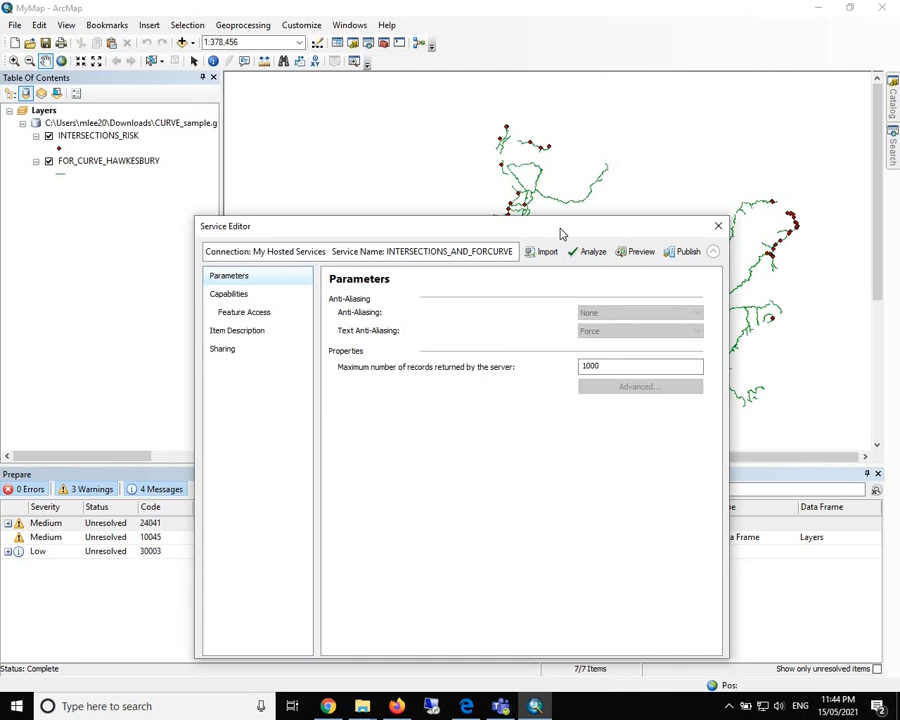 MyMap - ArcMap
File Edit View Bookmarks Insert Selection Geoprocessing Customize Windows Help
1:378,456
Table Of Contents
Layers
C:\Users\mlee20\Downloads\CURVE_sample.g
INTERSECTIONS_RISK
FOR_CURVE_HAWKESBURY
Catalog
Search
Service Editor
Connection: My Hosted Services Service Name: INTERSECTIONS_AND_FORCURVE
Import Analyze Preview Publish
Parameters
Capabilities
Feature Access
Item Description
Sharing
Parameters
Anti-Aliasing
Anti-Aliasing: None
Text Anti-Aliasing: Force
Properties
Maximum number of records returned by the server: 1000
Advanced...
Prepare
0 Errors 3 Warnings 4 Messages
Severity Status Code Data Frame
Medium Unresolved 24041
Medium Unresolved 10045 a Frame Layers
Low Unresolved 30003
Status: Complete 7/7 Items Show only unresolved items
Pos:
Type here to search
ENG
11:44 PM
15/05/2021
2